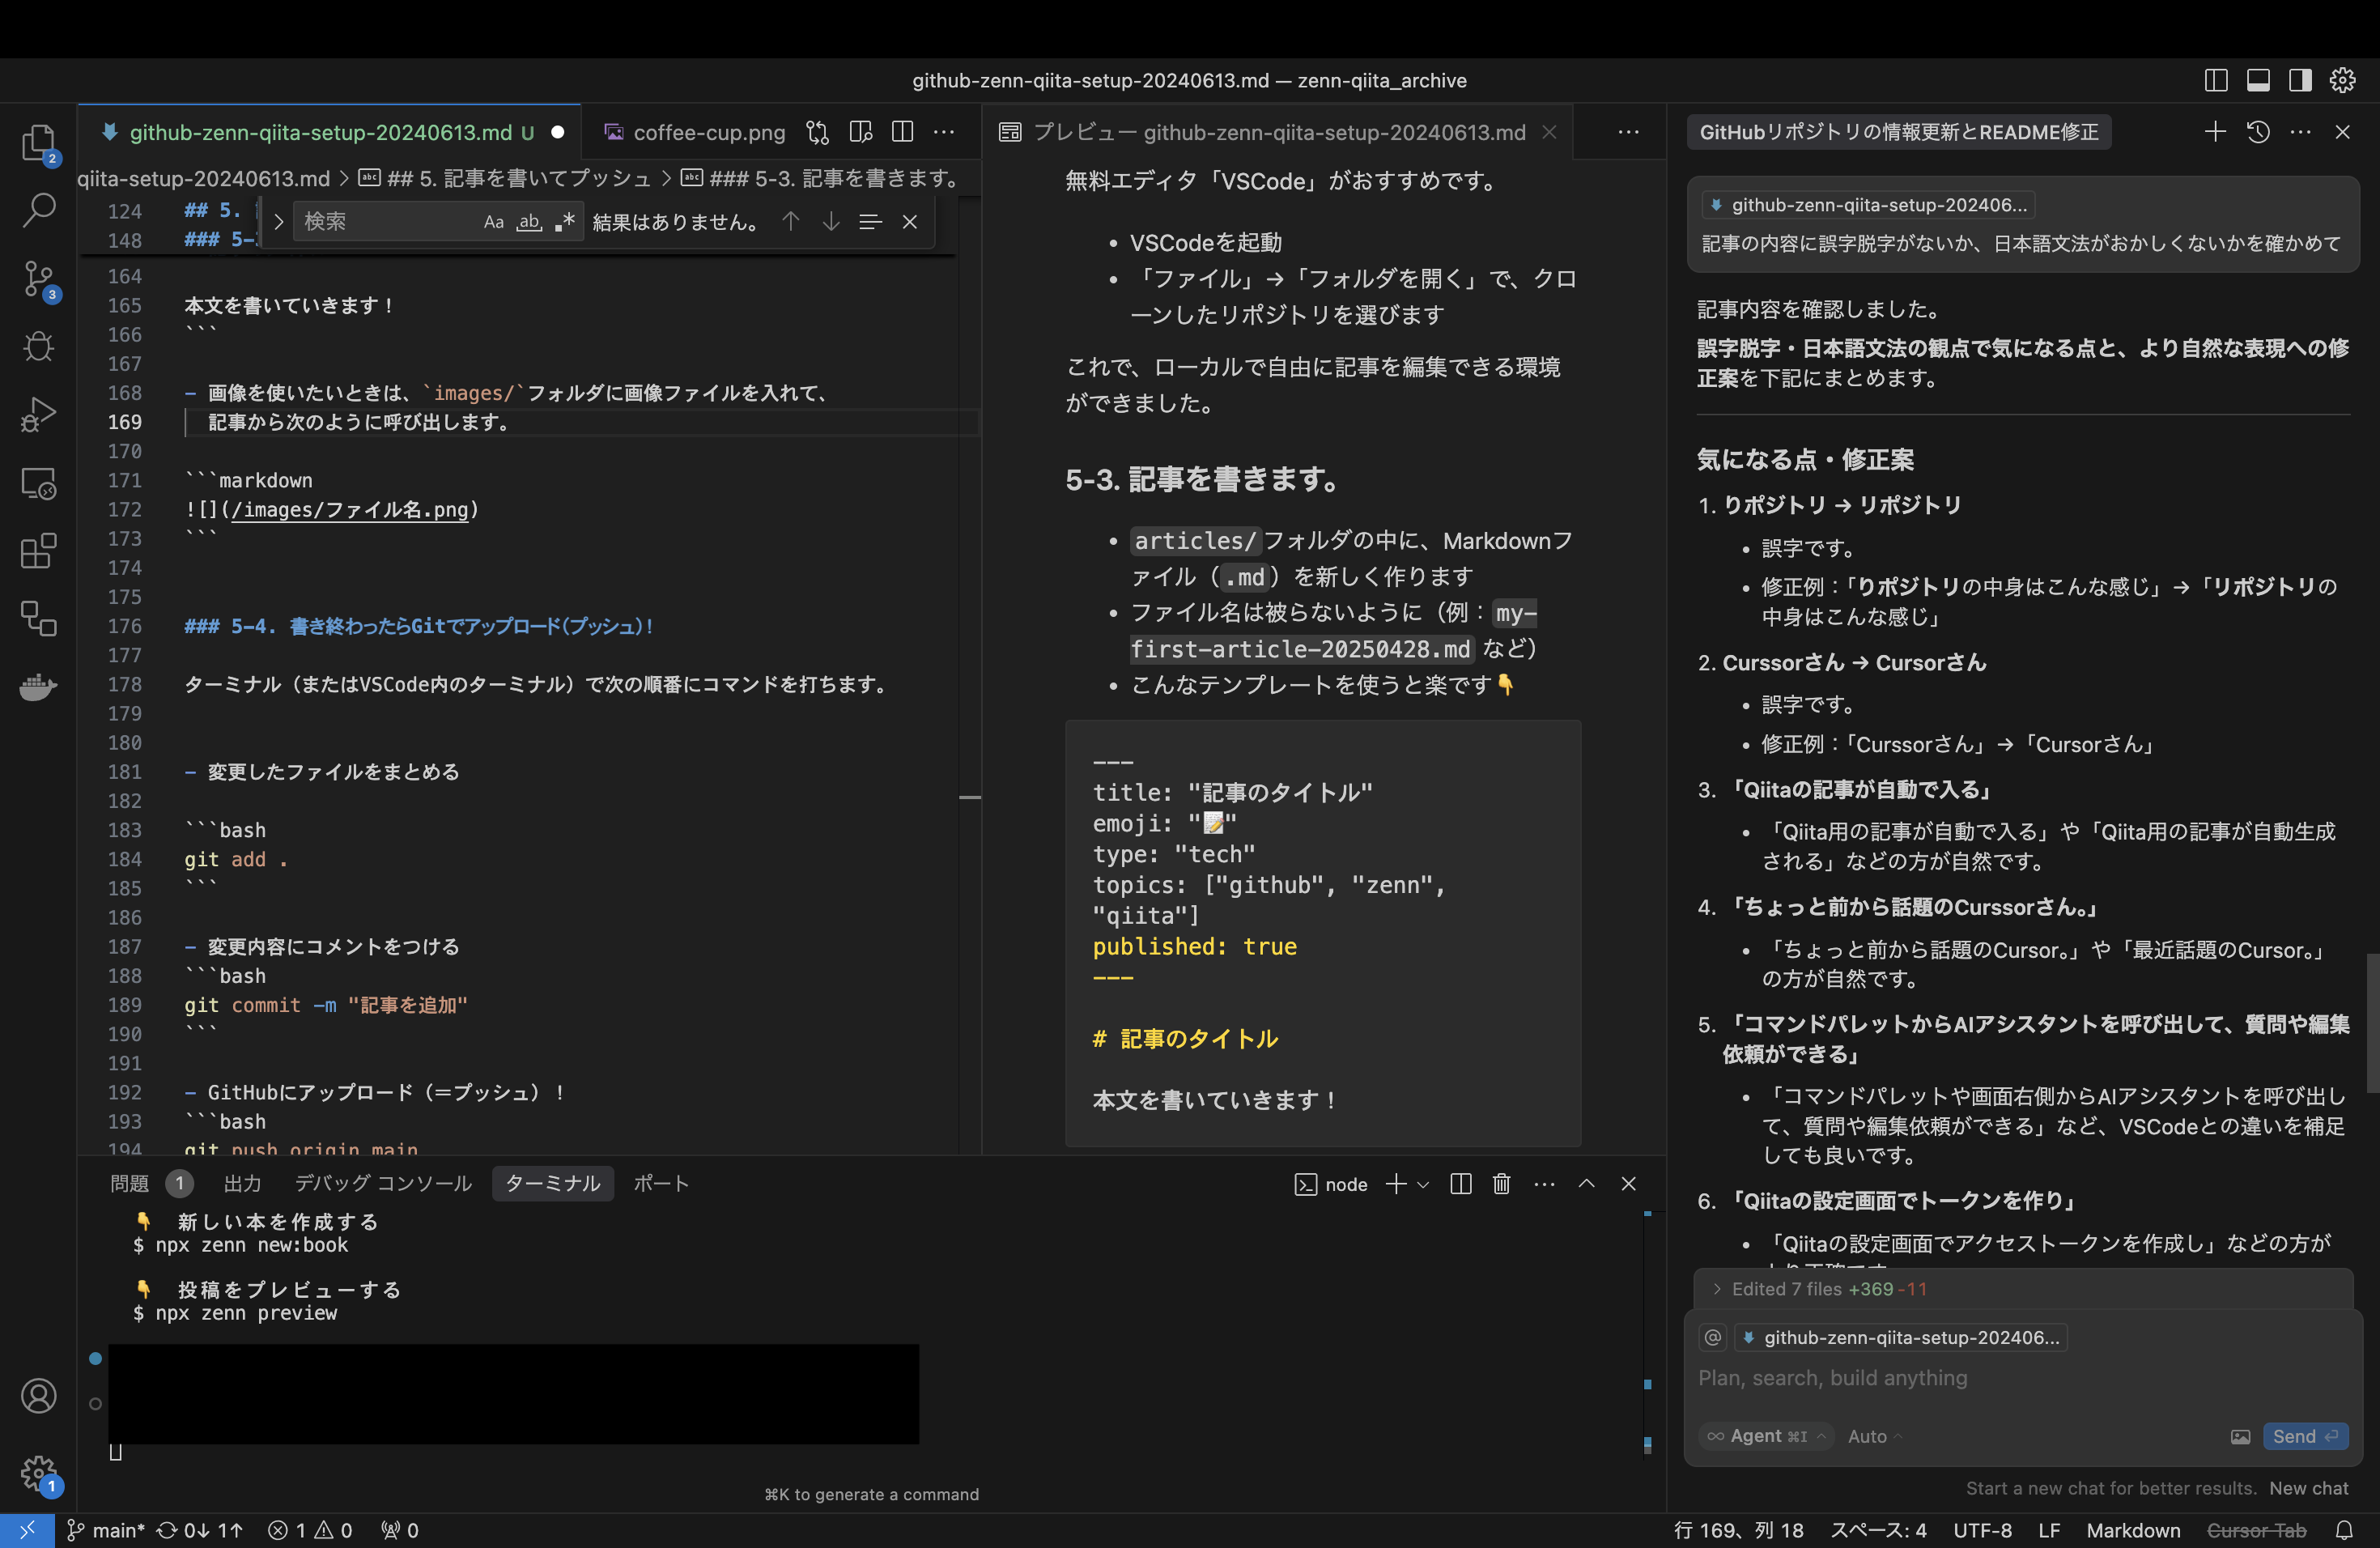 github-zenn-qiita-setup-20240613.md — zenn-qiita_archive
github-zenn-qiita-setup-20240613.md U
coffee-cup.png
qiita-setup-20240613.md > ## 5. 記事を書いてプッシュ > ### 5-3. 記事を書きます。
124 ## 5.
148 ### 5-
検索
Aa ab .*
結果はありません。
164
165 本文を書いていきます！
166 ```
167
168 - 画像を使いたいときは、`images/`フォルダに画像ファイルを入れて、
169 記事から次のように呼び出します。
170
171 ```markdown
172 ![](/images/ファイル名.png)
173 ```
174
175
176 ### 5-4. 書き終わったらGitでアップロード（プッシュ）！
177
178 ターミナル（またはVSCode内のターミナル）で次の順番にコマンドを打ちます。
179
180
181 - 変更したファイルをまとめる
182
183 ```bash
184 git add .
185 ```
186
187 - 変更内容にコメントをつける
188 ```bash
189 git commit -m "記事を追加"
190 ```
191
192 - GitHubにアップロード（＝プッシュ）！
193 ```bash
194 git push origin main
プレビュー github-zenn-qiita-setup-20240613.md
無料エディタ「VSCode」がおすすめです。
• VSCodeを起動
• 「ファイル」→「フォルダを開く」で、クロ
ーンしたリポジトリを選びます
これで、ローカルで自由に記事を編集できる環境
ができました。
5-3. 記事を書きます。
• articles/フォルダの中に、Markdownフ
ァイル（.md）を新しく作ります
• ファイル名は被らないように（例：my-
first-article-20250428.md など）
• こんなテンプレートを使うと楽です👇
---
title: "記事のタイトル"
emoji: "📝"
type: "tech"
topics: ["github", "zenn",
"qiita"]
published: true
---
# 記事のタイトル
本文を書いていきます！
問題 1 出力 デバッグ コンソール ターミナル ポート
node
👇 新しい本を作成する
$ npx zenn new:book
👇 投稿をプレビューする
$ npx zenn preview
⌘K to generate a command
GitHubリポジトリの情報更新とREADME修正
github-zenn-qiita-setup-202406...
記事の内容に誤字脱字がないか、日本語文法がおかしくないかを確かめて
記事内容を確認しました。
誤字脱字・日本語文法の観点で気になる点と、より自然な表現への修
正案を下記にまとめます。
気になる点・修正案
1. りポジトリ → リポジトリ
• 誤字です。
• 修正例：「りポジトリの中身はこんな感じ」→「リポジトリの
中身はこんな感じ」
2. Curssorさん → Cursorさん
• 誤字です。
• 修正例：「Curssorさん」→「Cursorさん」
3. 「Qiitaの記事が自動で入る」
• 「Qiita用の記事が自動で入る」や「Qiita用の記事が自動生成
される」などの方が自然です。
4. 「ちょっと前から話題のCurssorさん。」
• 「ちょっと前から話題のCursor。」や「最近話題のCursor。」
の方が自然です。
5. 「コマンドパレットからAIアシスタントを呼び出して、質問や編集
依頼ができる」
• 「コマンドパレットや画面右側からAIアシスタントを呼び出し
て、質問や編集依頼ができる」など、VSCodeとの違いを補足
しても良いです。
6. 「Qiitaの設定画面でトークンを作り」
• 「Qiitaの設定画面でアクセストークンを作成し」などの方が
Edited 7 files +369 -11
@ github-zenn-qiita-setup-202406...
Plan, search, build anything
Agent ⌘I Auto
Send
Start a new chat for better results. New chat
2
3
1
main* 0↓ 1↑ 1 0 0
行 169、列 18 スペース: 4 UTF-8 LF Markdown Cursor Tab